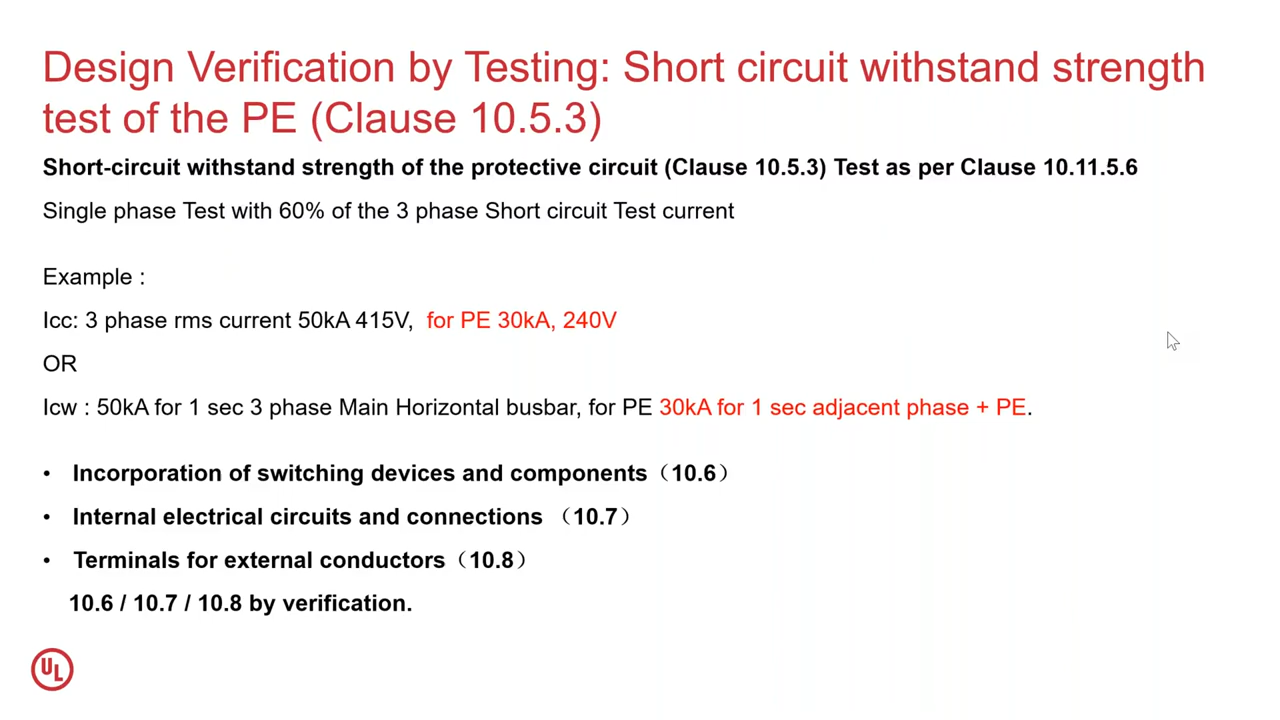 Design Verification by Testing: Short circuit withstand strength
test of the PE (Clause 10.5.3)
Short-circuit withstand strength of the protective circuit (Clause 10.5.3) Test as per Clause 10.11.5.6
Single phase Test with 60% of the 3 phase Short circuit Test current
Example :
Icc: 3 phase rms current 50kA 415V, for PE 30kA, 240V
OR
Icw : 50kA for 1 sec 3 phase Main Horizontal busbar, for PE 30kA for 1 sec adjacent phase + PE.
• Incorporation of switching devices and components（10.6）
• Internal electrical circuits and connections （10.7）
• Terminals for external conductors（10.8）
10.6 / 10.7 / 10.8 by verification.
UL